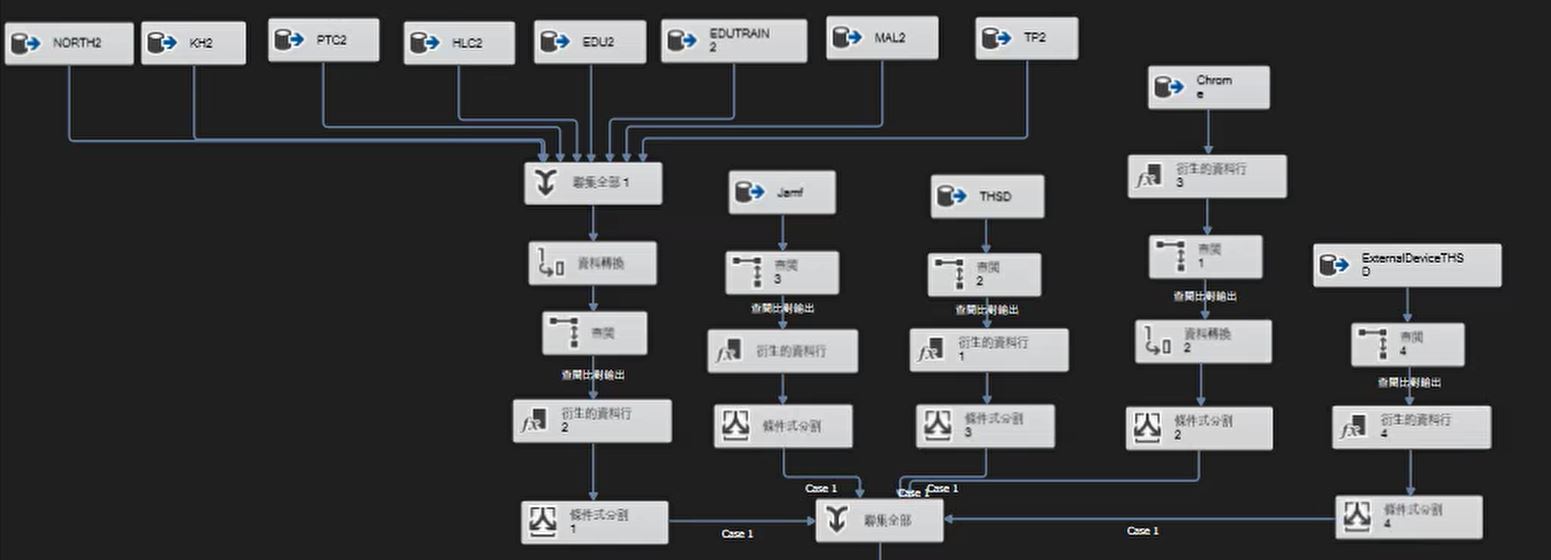 NORTH2
KH2
PTC2
HLC2
EDU2
EDUTRAIN
2
MAL2
TP2
Chrom
e
聯集全部 1
Jamf
THSD
衍生的資料行
3
資料轉換
查閱
3
查閱
2
查閱
1
ExternalDeviceTHS
D
查閱比對輸出
查閱比對輸出
查閱比對輸出
查閱
衍生的資料行
衍生的資料行
1
資料轉換
2
查閱
4
查閱比對輸出
查閱比對輸出
衍生的資料行
2
條件式分割
條件式分割
3
條件式分割
2
衍生的資料行
4
Case 1
Case 1
Case 1
條件式分割
1
Case 1
聯集全部
Case 1
條件式分割
4